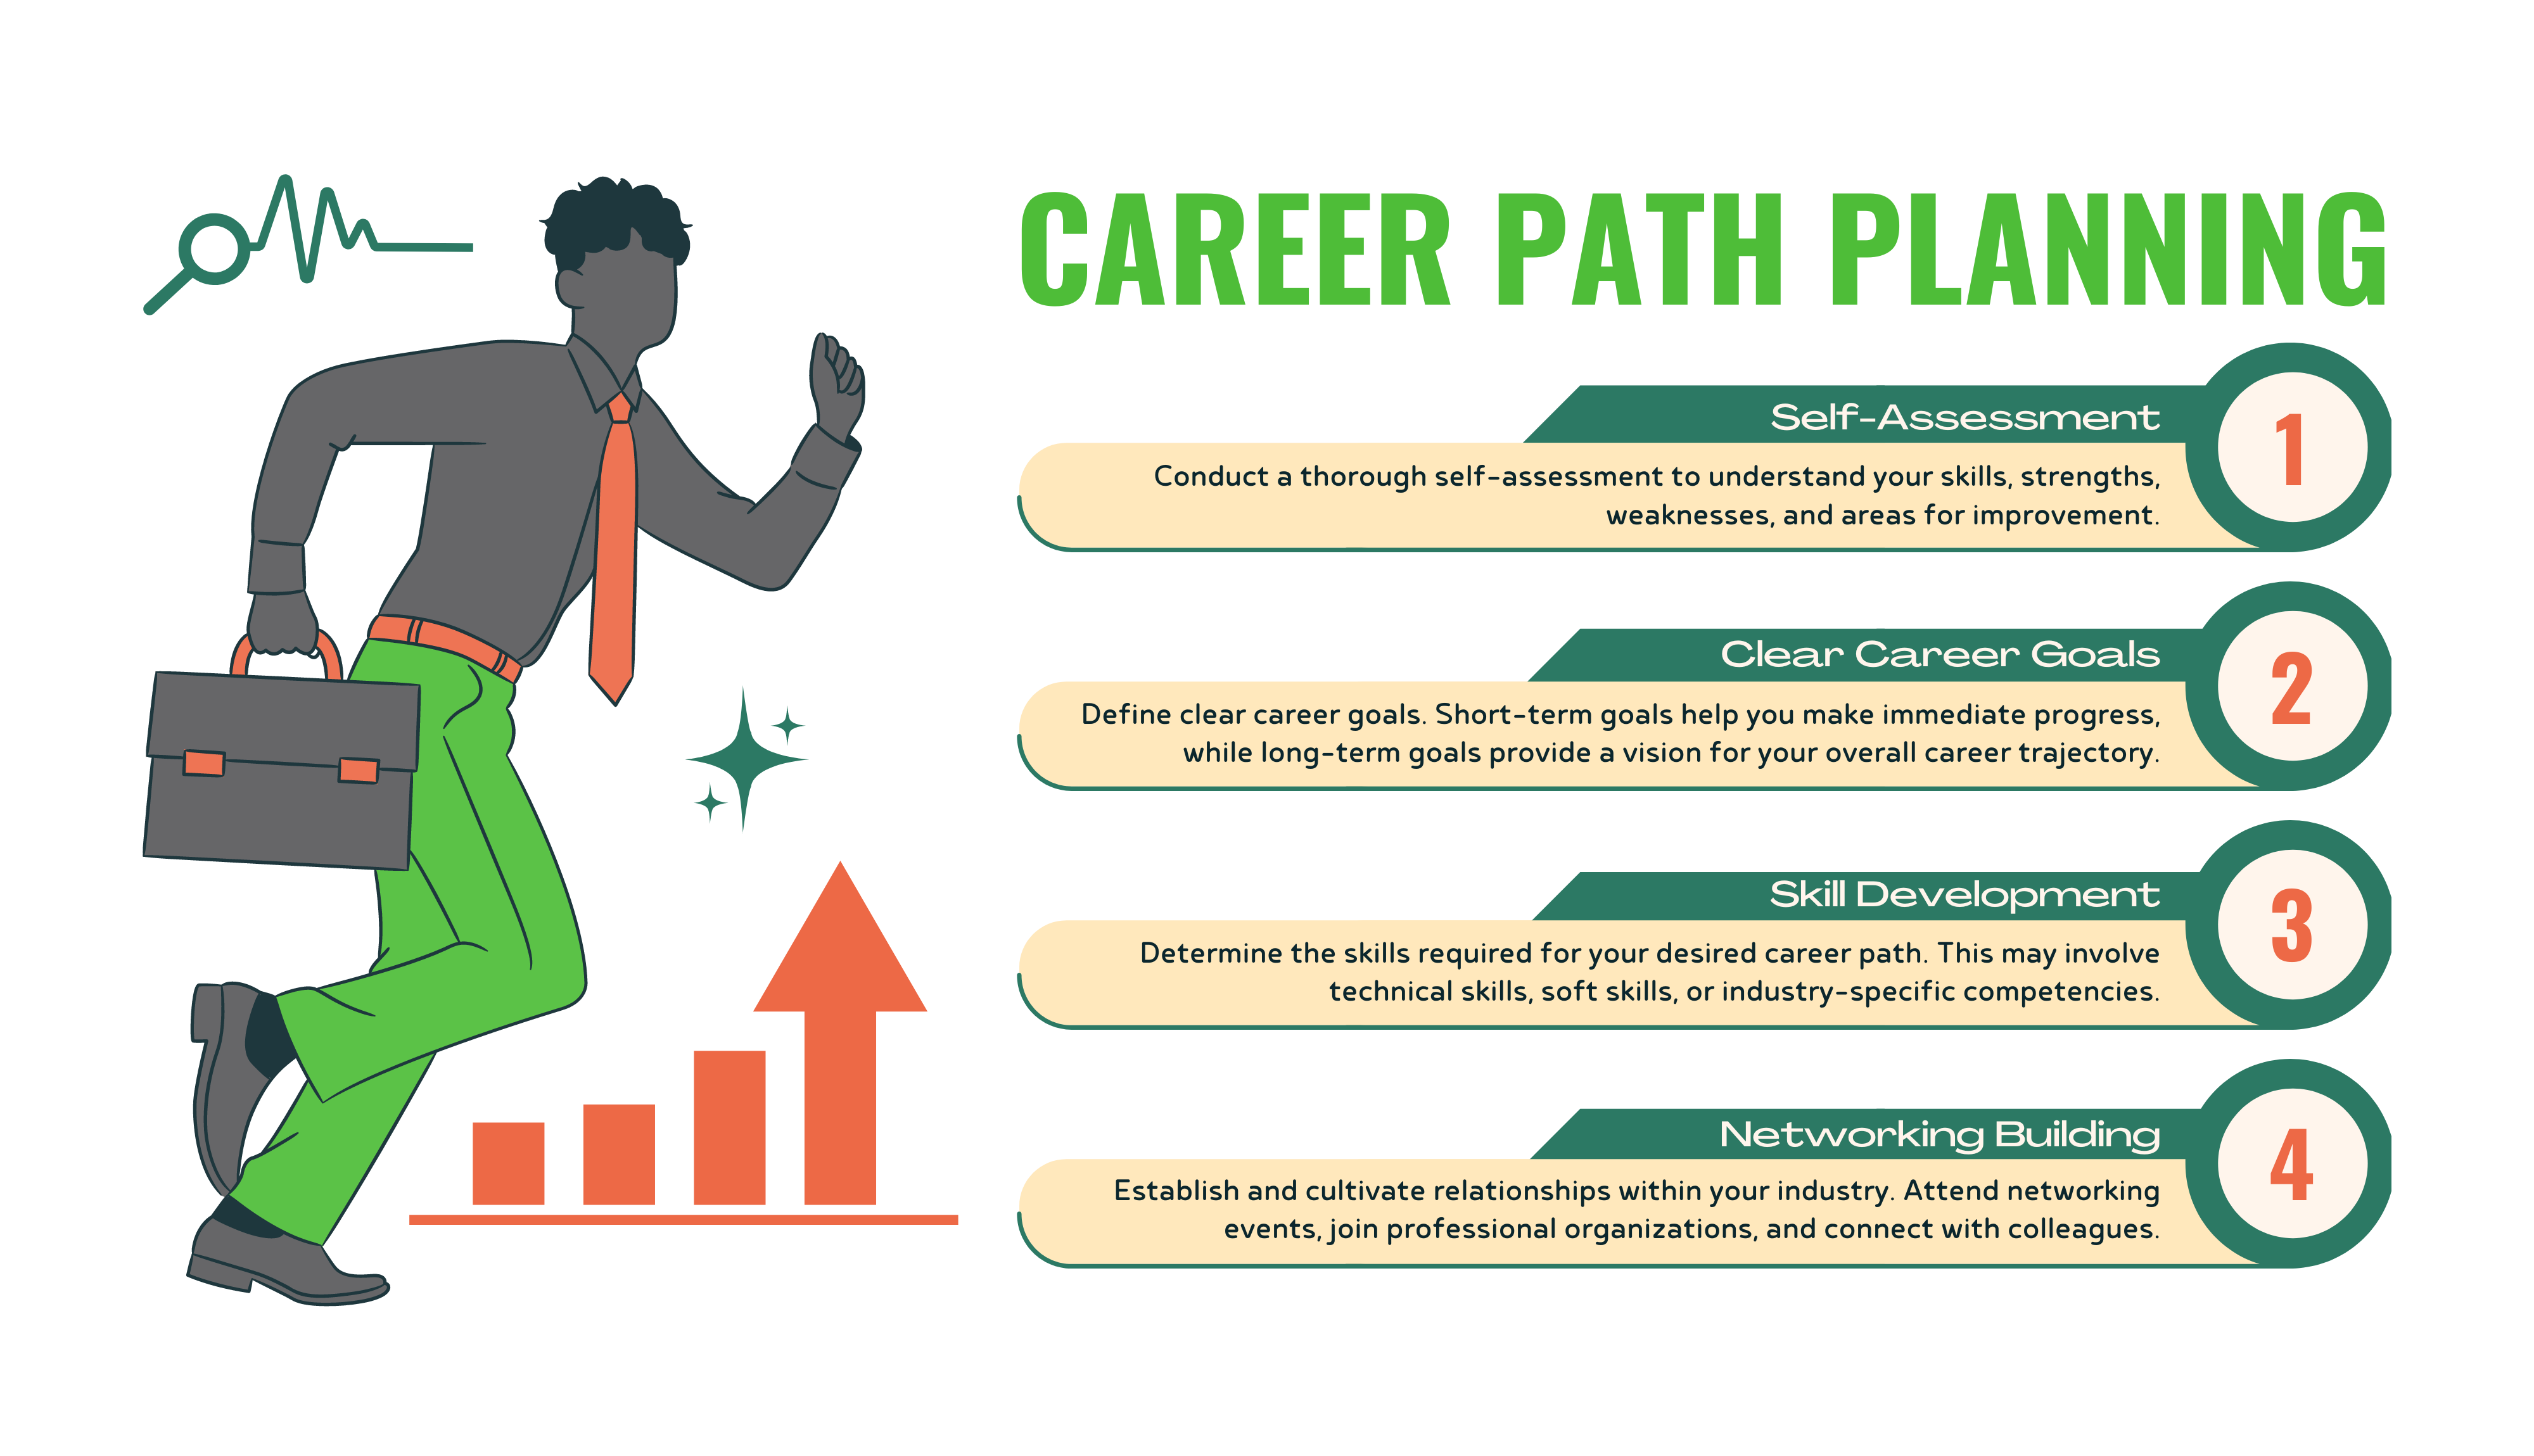 CAREER PATH PLANNING
Self-Assessment
1
Conduct a thorough self-assessment to understand your skills, strengths,
weaknesses, and areas for improvement.
Clear Career Goals
2
Define clear career goals. Short-term goals help you make immediate progress,
while long-term goals provide a vision for your overall career trajectory.
Skill Development
3
Determine the skills required for your desired career path. This may involve
technical skills, soft skills, or industry-specific competencies.
Networking Building
4
Establish and cultivate relationships within your industry. Attend networking
events, join professional organizations, and connect with colleagues.